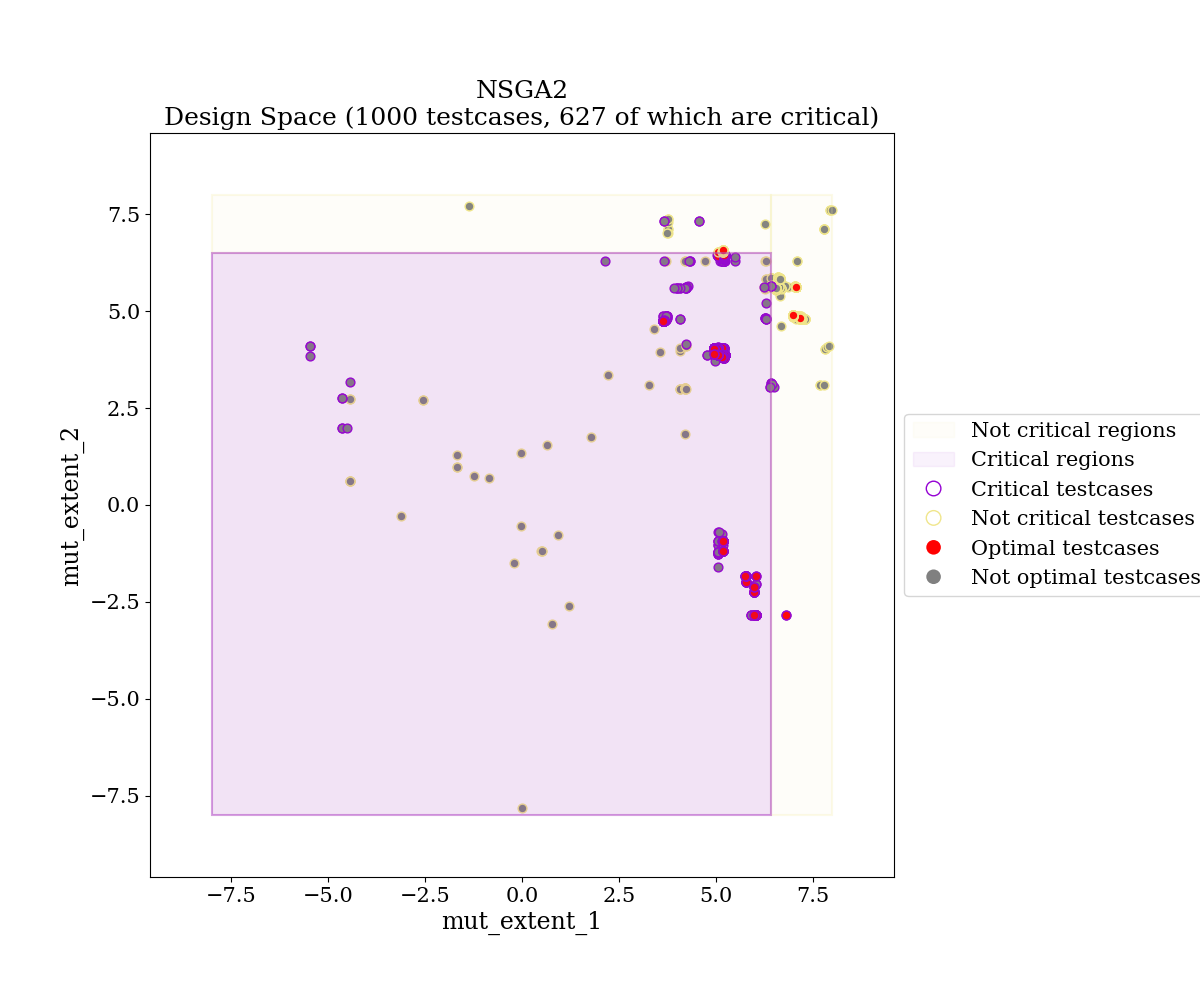 NSGA2
Design Space (1000 testcases, 627 of which are critical)
7.5
5.0
2.5
0.0
−2.5
−5.0
−7.5
mut_extent_2
−7.5 −5.0 −2.5 0.0 2.5 5.0 7.5
mut_extent_1
Not critical regions
Critical regions
Critical testcases
Not critical testcases
Optimal testcases
Not optimal testcases